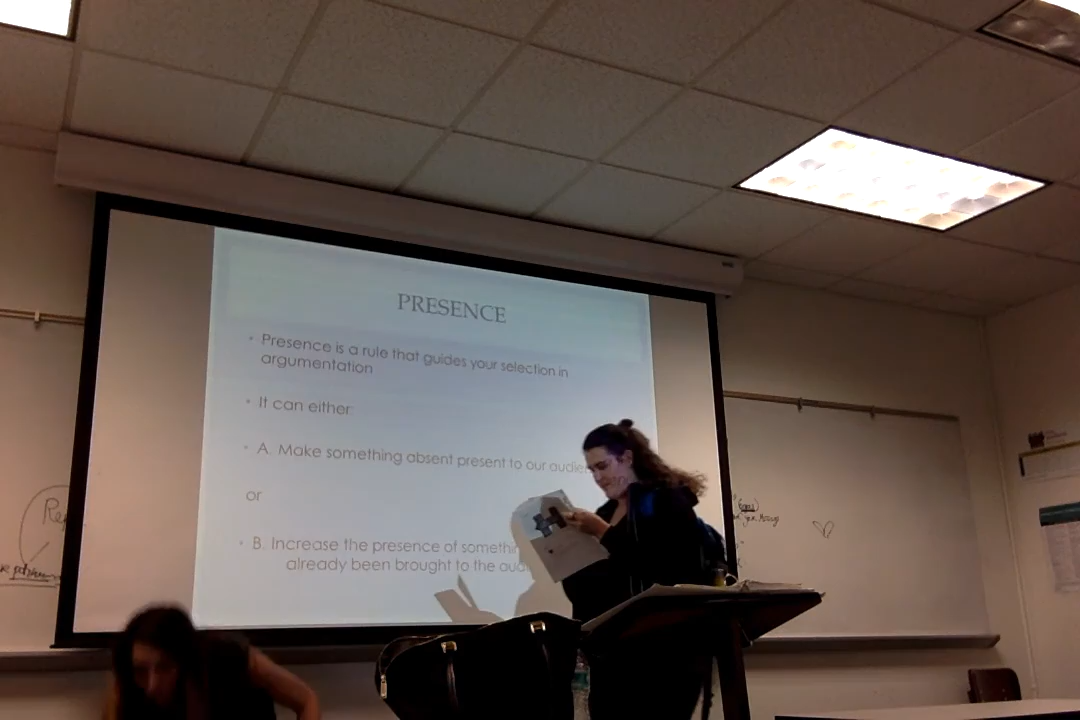 PRESENCE
Presence is a rule that guides your selection in
argumentation
It can either:
A. Make something absent present to our
or
B. Increase the presence of
already been brought to the